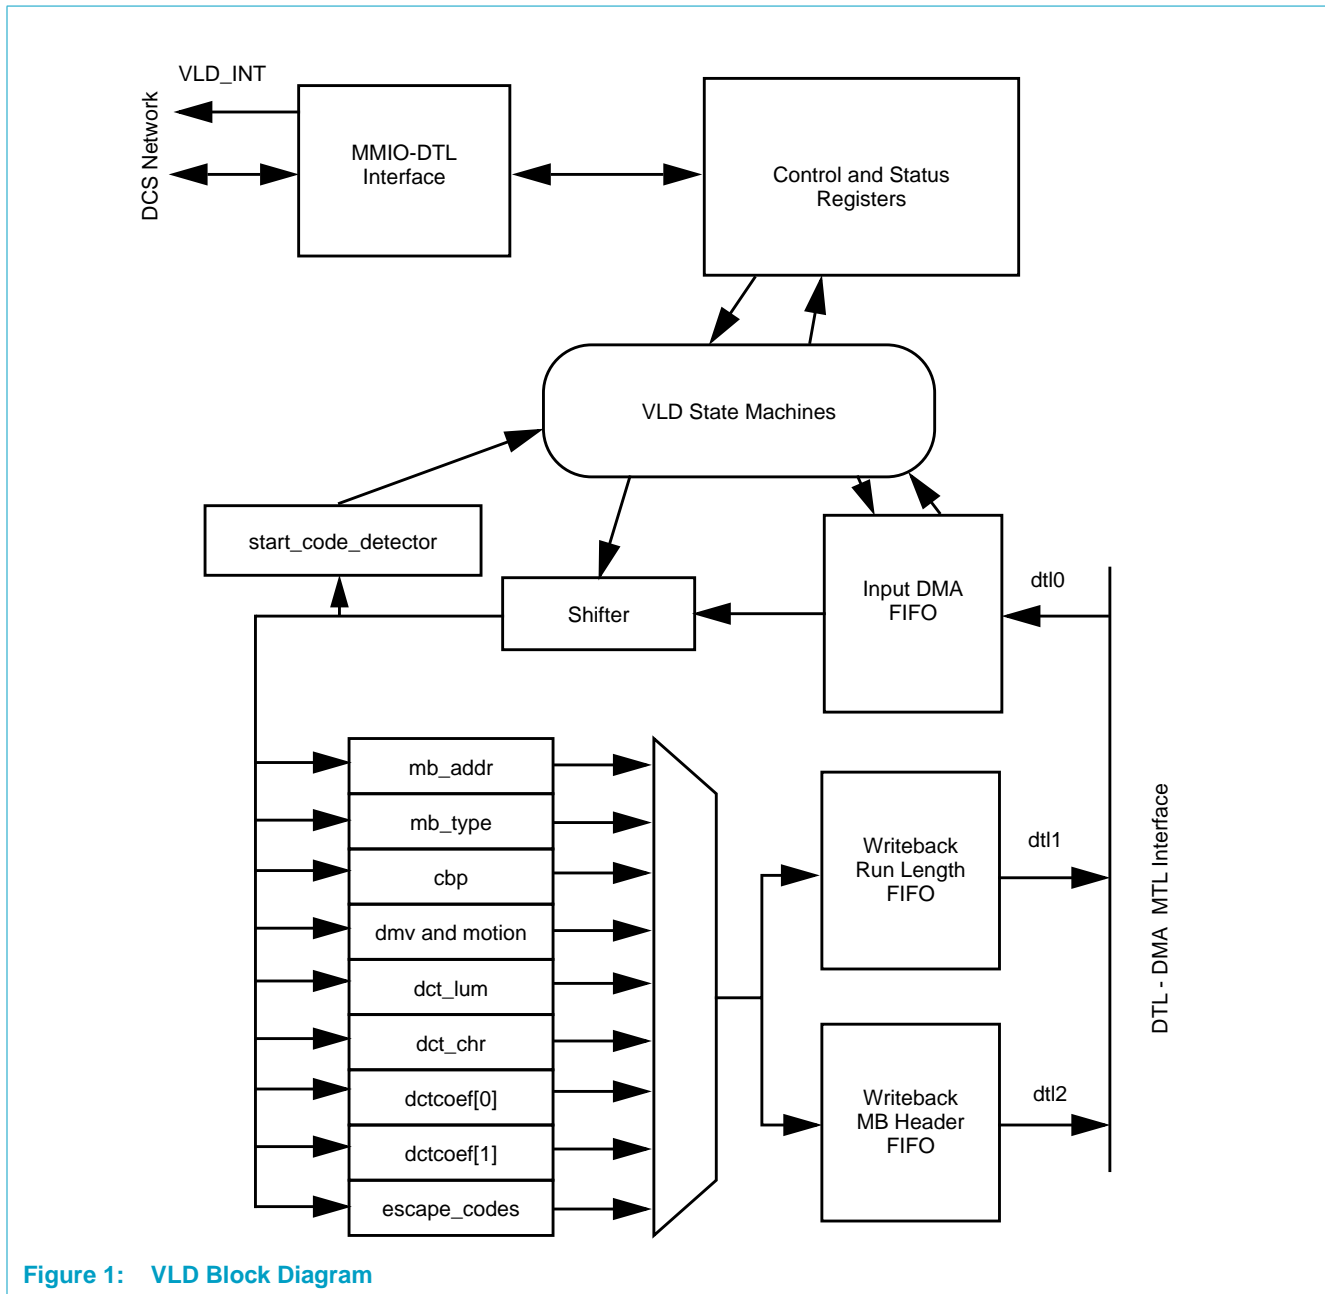 VLD_INT
DCS Network
MMIO-DTL
Interface
Control and Status
Registers
VLD State Machines
start_code_detector
Shifter
Input DMA
FIFO
dtl0
mb_addr
mb_type
cbp
dmv and motion
dct_lum
dct_chr
dctcoef[0]
dctcoef[1]
escape_codes
Writeback
Run Length
FIFO
dtl1
Writeback
MB Header
FIFO
dtl2
DTL - DMA MTL Interface
Figure 1: VLD Block Diagram